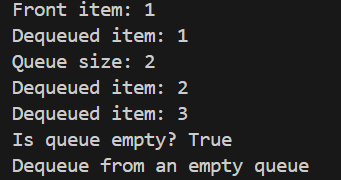 Front item: 1
Dequeued item: 1
Queue size: 2
Dequeued item: 2
Dequeued item: 3
Is queue empty? True
Dequeue from an empty queue